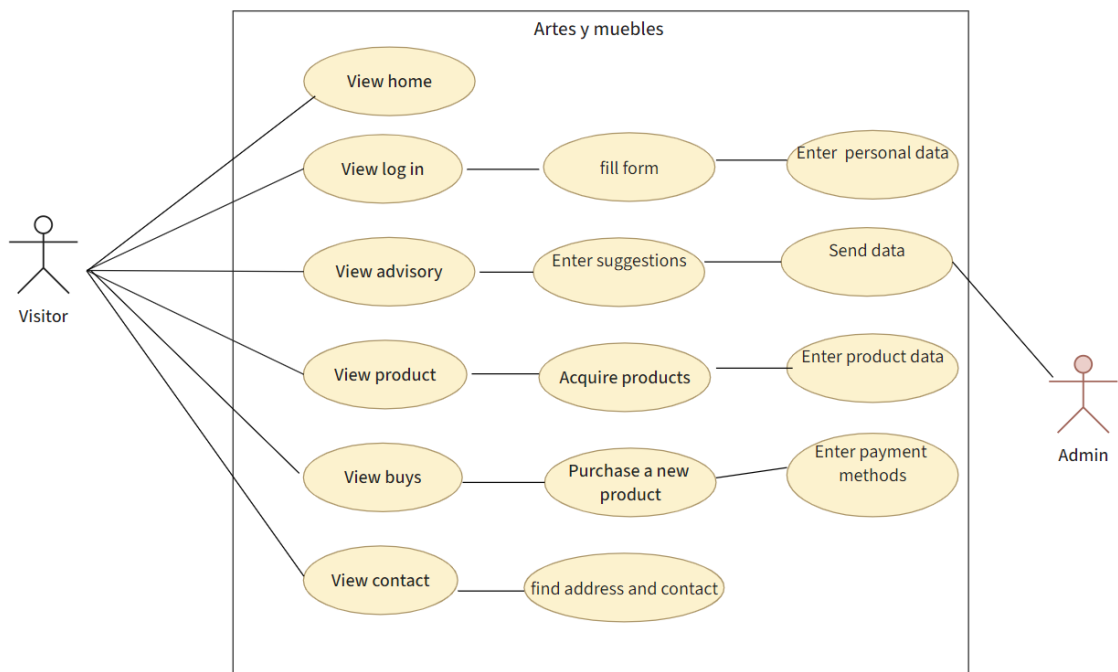 Artes y muebles
View home
View log in
fill form
Enter personal data
View advisory
Enter suggestions
Send data
View product
Acquire products
Enter product data
View buys
Purchase a new
product
Enter payment
methods
View contact
find address and contact
Visitor
Admin